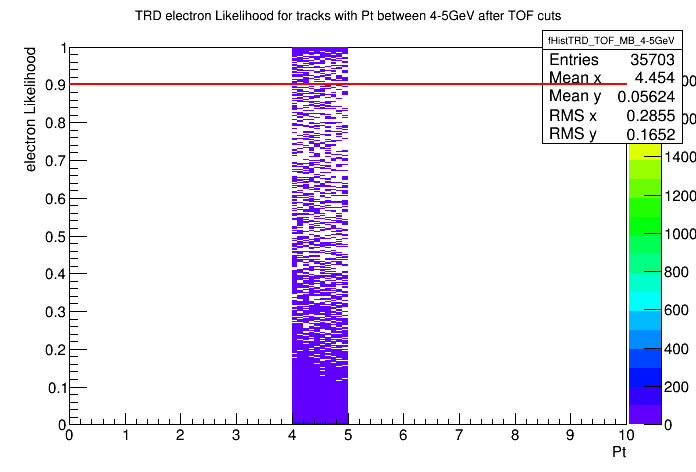 TRD electron Likelihood for tracks with Pt between 4-5GeV after TOF cuts
fHistTRD_TOF_MB_4-5GeV
Entries 35703
Mean x 4.454
Mean y 0.05624
RMS x 0.2855
RMS y 0.1652
electron Likelihood
1
0.9
0.8
0.7
0.6
0.5
0.4
0.3
0.2
0.1
0
0 1 2 3 4 5 6 7 8 9 10
Pt
1400
1200
1000
800
600
400
200
0